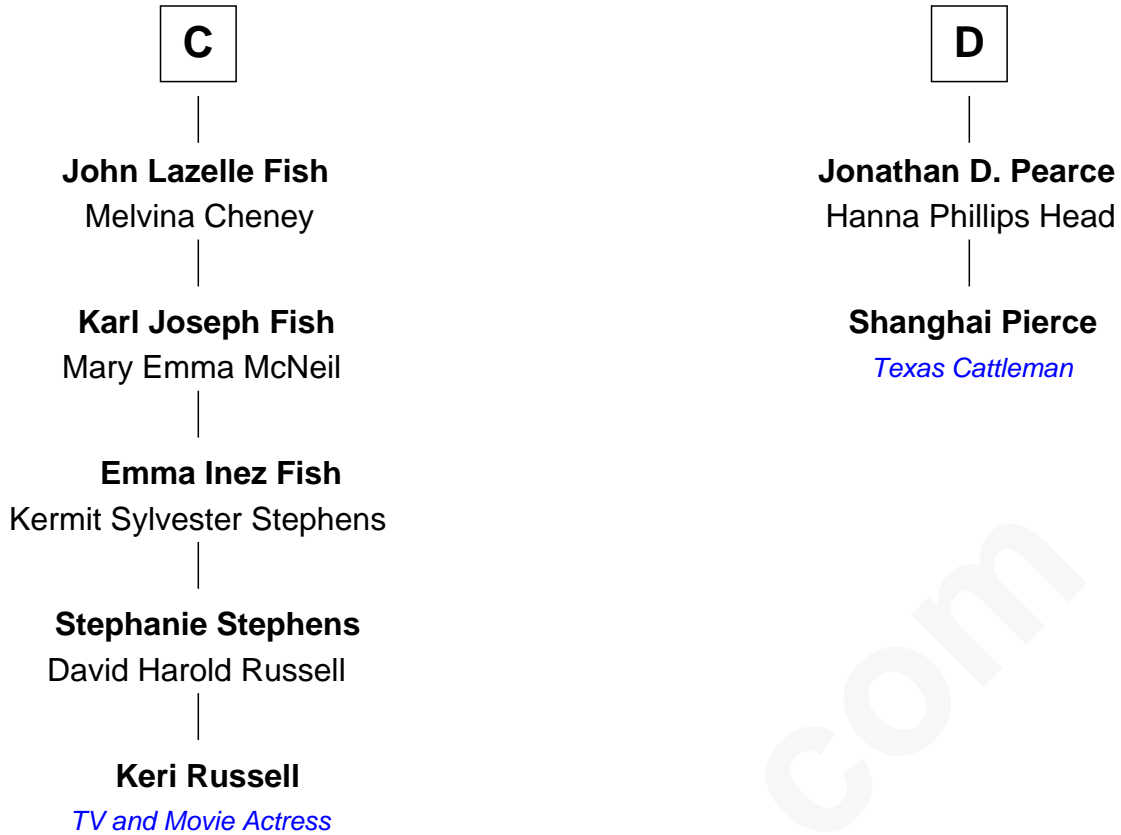 C
John Lazelle Fish
Melvina Cheney
Karl Joseph Fish
Mary Emma McNeil
Emma Inez Fish
Kermit Sylvester Stephens
Stephanie Stephens
David Harold Russell
Keri Russell
TV and Movie Actress
D
Jonathan D. Pearce
Hanna Phillips Head
Shanghai Pierce
Texas Cattleman
com